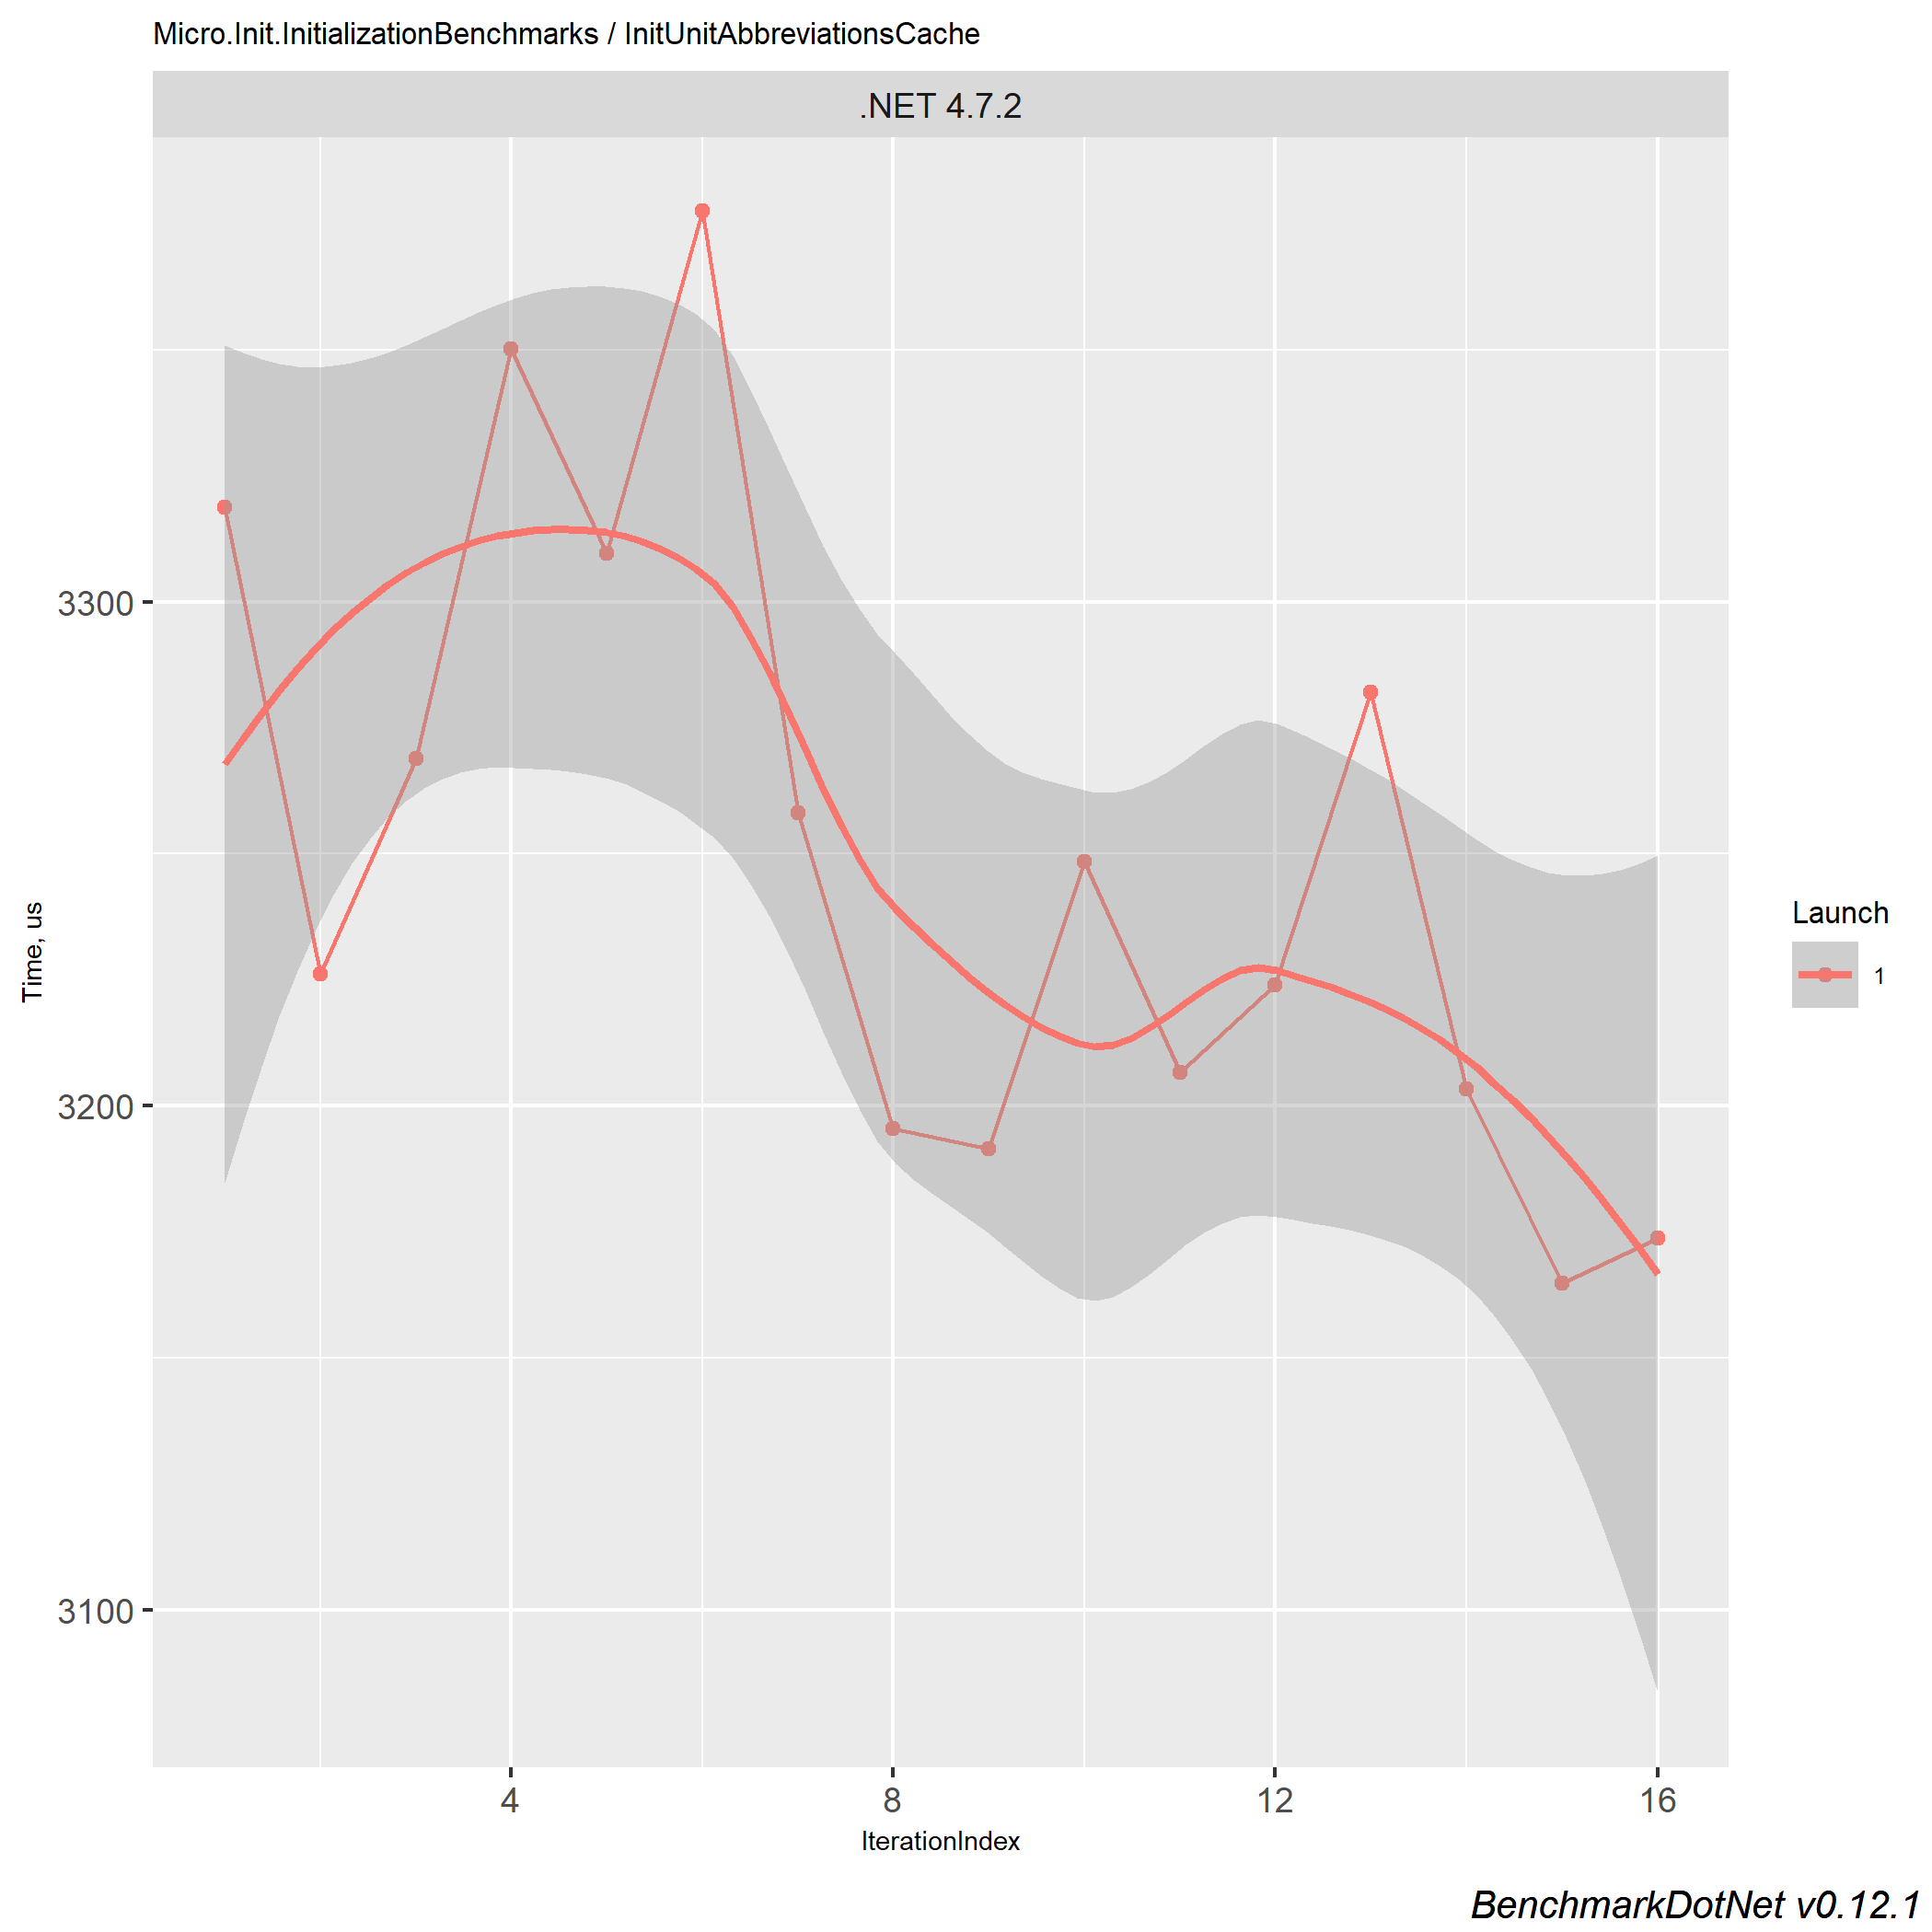 Micro.Init.InitializationBenchmarks / InitUnitAbbreviationsCache
.NET 4.7.2
3300
3200
3100
Time, us
4 8 12 16
IterationIndex
Launch
1
BenchmarkDotNet v0.12.1